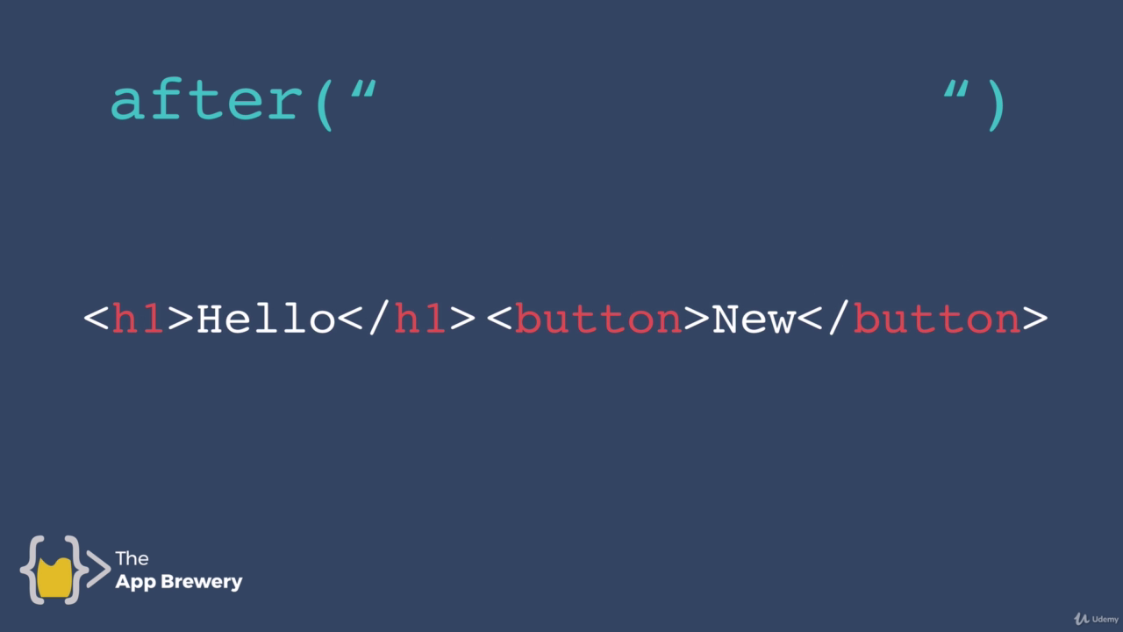 after(“ “)
<h1>Hello</h1> <button>New</button>
The
App Brewery
Udemy